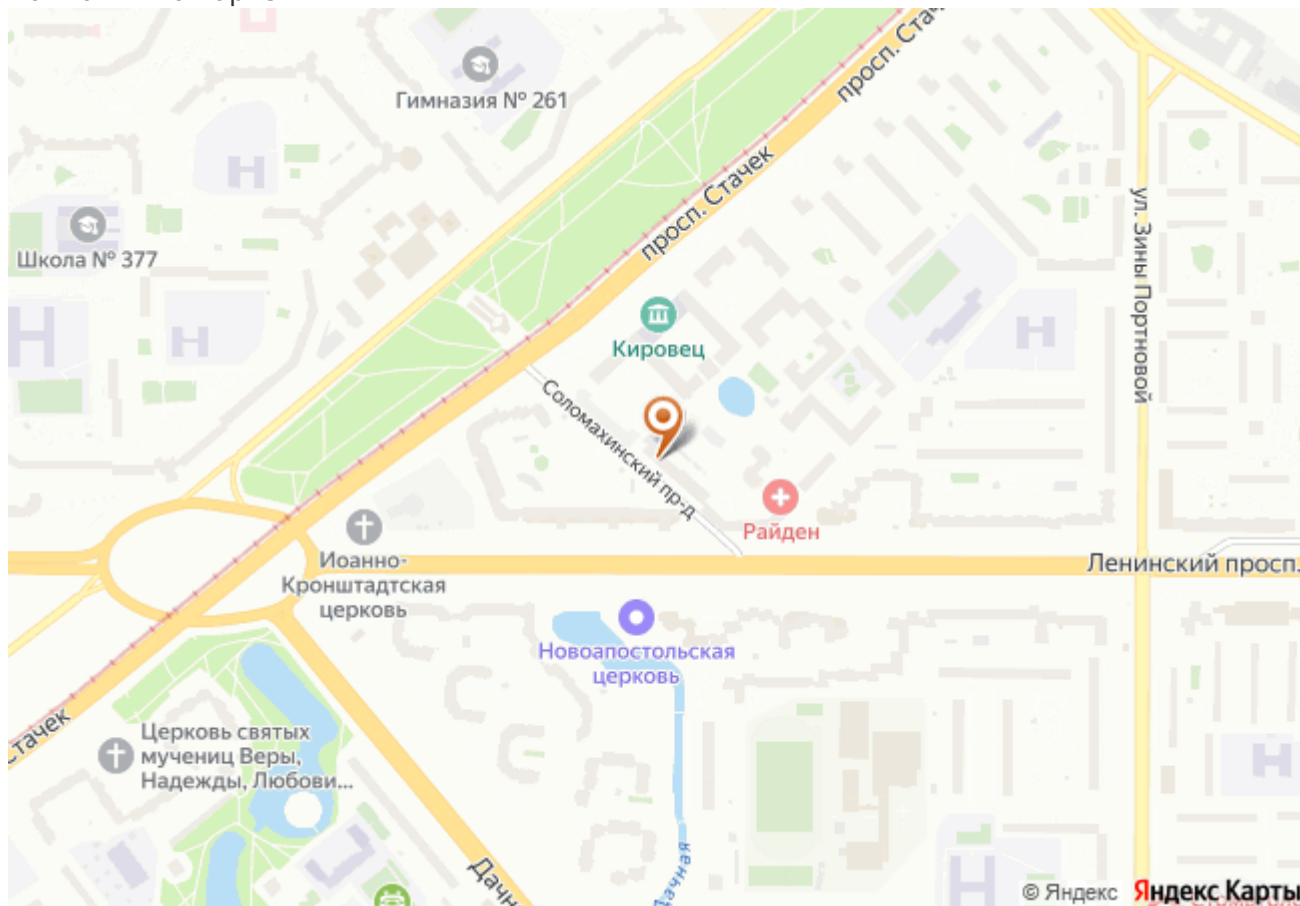 просп. Стачек
Гимназия № 261
просп. Стачек
ул. Зины Портновой
Школа № 377
Кировец
Соломахинский пр-д
Райден
Иоанно-
Кронштадтская
церковь
Ленинский просп.
Новоапостольская
церковь
Стачек
Церковь святых
мучениц Веры,
Надежды, Любови...
Дачная
© Яндекс Яндекс Карты